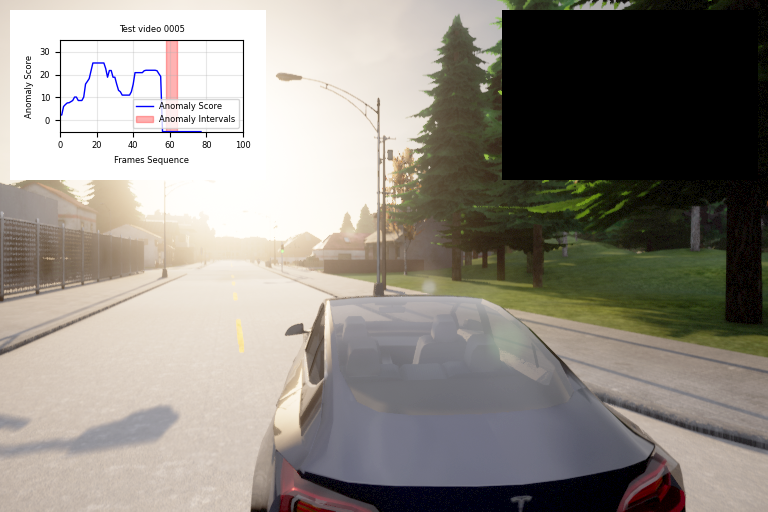 Test video 0005
Anomaly Score
30
20
10
0
Anomaly Score
Anomaly Intervals
0 20 40 60 80 100
Frames Sequence